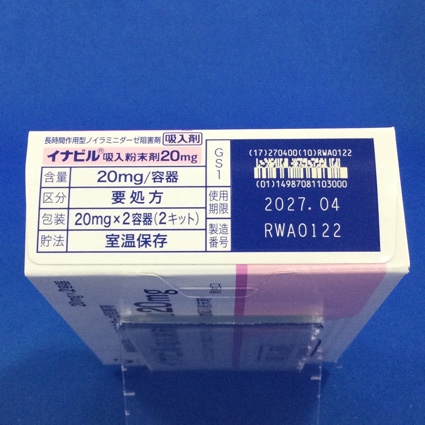 長時間作用型ノイラミニダーゼ阻害剤 吸入剤
イナビル®吸入粉末剤20mg
含量 20mg/容器
区分 要処方
包装 20mg×2容器(2キット)
貯法 室温保存
GS1
(17)270400(10)RWA0122
(01)14987081103000
使用期限 2027.04
製造番号 RWA0122
20mg